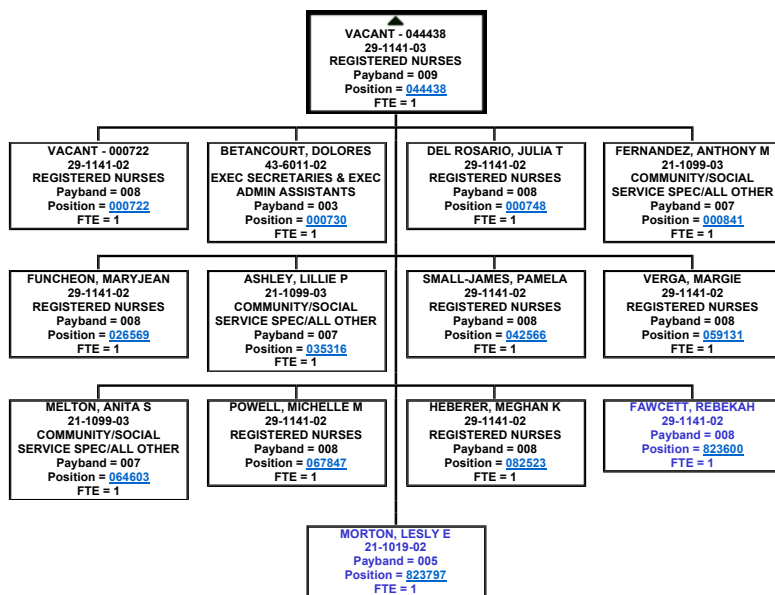 VACANT - 044438
29-1141-03
REGISTERED NURSES
Payband = 009
Position = 044438
FTE = 1
VACANT - 000722
29-1141-02
REGISTERED NURSES
Payband = 008
Position = 000722
FTE = 1
BETANCOURT, DOLORES
43-6011-02
EXEC SECRETARIES & EXEC
ADMIN ASSISTANTS
Payband = 003
Position = 000730
FTE = 1
DEL ROSARIO, JULIA T
29-1141-02
REGISTERED NURSES
Payband = 008
Position = 000748
FTE = 1
FERNANDEZ, ANTHONY M
21-1099-03
COMMUNITY/SOCIAL
SERVICE SPEC/ALL OTHER
Payband = 007
Position = 000841
FTE = 1
FUNCHEON, MARYJEAN
29-1141-02
REGISTERED NURSES
Payband = 008
Position = 026569
FTE = 1
ASHLEY, LILLIE P
21-1099-03
COMMUNITY/SOCIAL
SERVICE SPEC/ALL OTHER
Payband = 007
Position = 035316
FTE = 1
SMALL-JAMES, PAMELA
29-1141-02
REGISTERED NURSES
Payband = 008
Position = 042566
FTE = 1
VERGA, MARGIE
29-1141-02
REGISTERED NURSES
Payband = 008
Position = 059131
FTE = 1
MELTON, ANITA S
21-1099-03
COMMUNITY/SOCIAL
SERVICE SPEC/ALL OTHER
Payband = 007
Position = 064603
FTE = 1
POWELL, MICHELLE M
29-1141-02
REGISTERED NURSES
Payband = 008
Position = 067847
FTE = 1
HEBERER, MEGHAN K
29-1141-02
REGISTERED NURSES
Payband = 008
Position = 082523
FTE = 1
FAWCETT, REBEKAH
29-1141-02
Payband = 008
Position = 823600
FTE = 1
MORTON, LESLY E
21-1019-02
Payband = 005
Position = 823797
FTE = 1